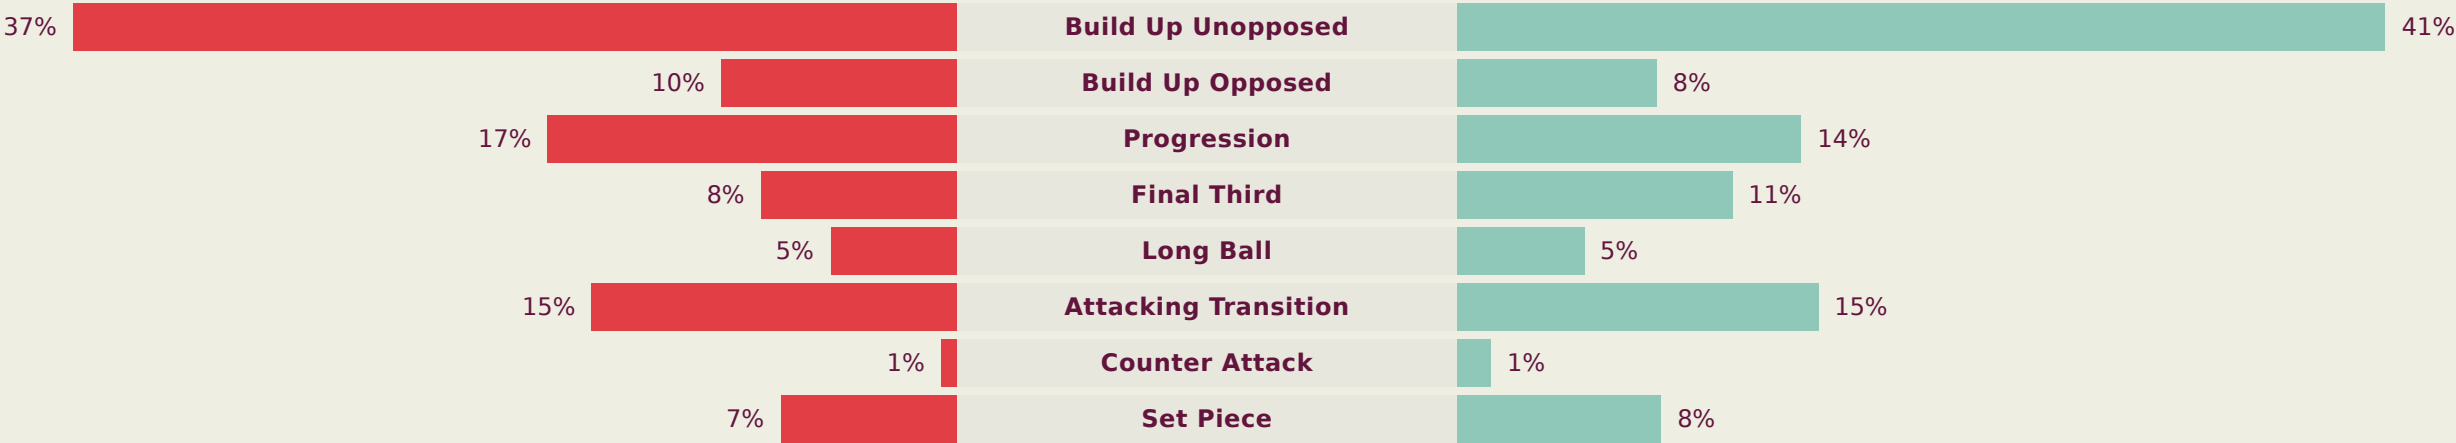 37% Build Up Unopposed 41%
10% Build Up Opposed 8%
17% Progression 14%
8% Final Third 11%
5% Long Ball 5%
15% Attacking Transition 15%
1% Counter Attack 1%
7% Set Piece 8%